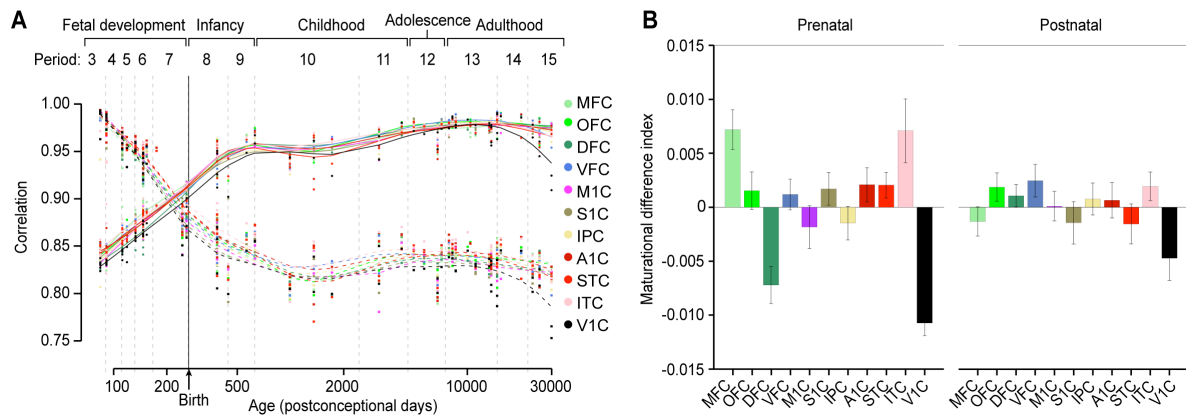 A
Fetal development Infancy Childhood Adolescence Adulthood
Period: 3 4 5 6 7 8 9 10 11 12 13 14 15
Correlation
1.00
0.95
0.90
0.85
0.80
0.75
100 200 500 2000 10000 30000
Birth
Age (postconceptional days)
MFC
OFC
DFC
VFC
M1C
S1C
IPC
A1C
STC
ITC
V1C
B
Prenatal Postnatal
Maturational difference index
0.015
0.010
0.005
0
-0.005
-0.010
-0.015
MFC OFC DFC VFC M1C S1C IPC A1C STC ITC V1C
MFC OFC DFC VFC M1C S1C IPC A1C STC ITC V1C